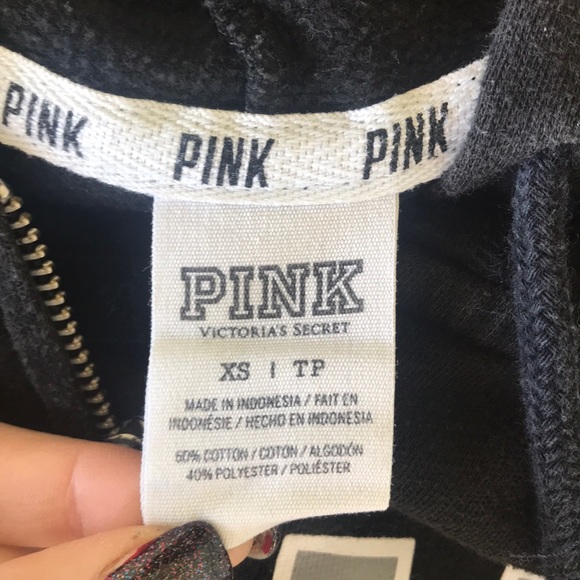 PINK PINK PINK
PINK
VICTORIA'S SECRET
XS | TP
MADE IN INDONESIA / FAIT EN
INDONÉSIE / HECHO EN INDONESIA
60% COTTON / COTON / ALGODÓN
40% POLYESTER / POLIÉSTER